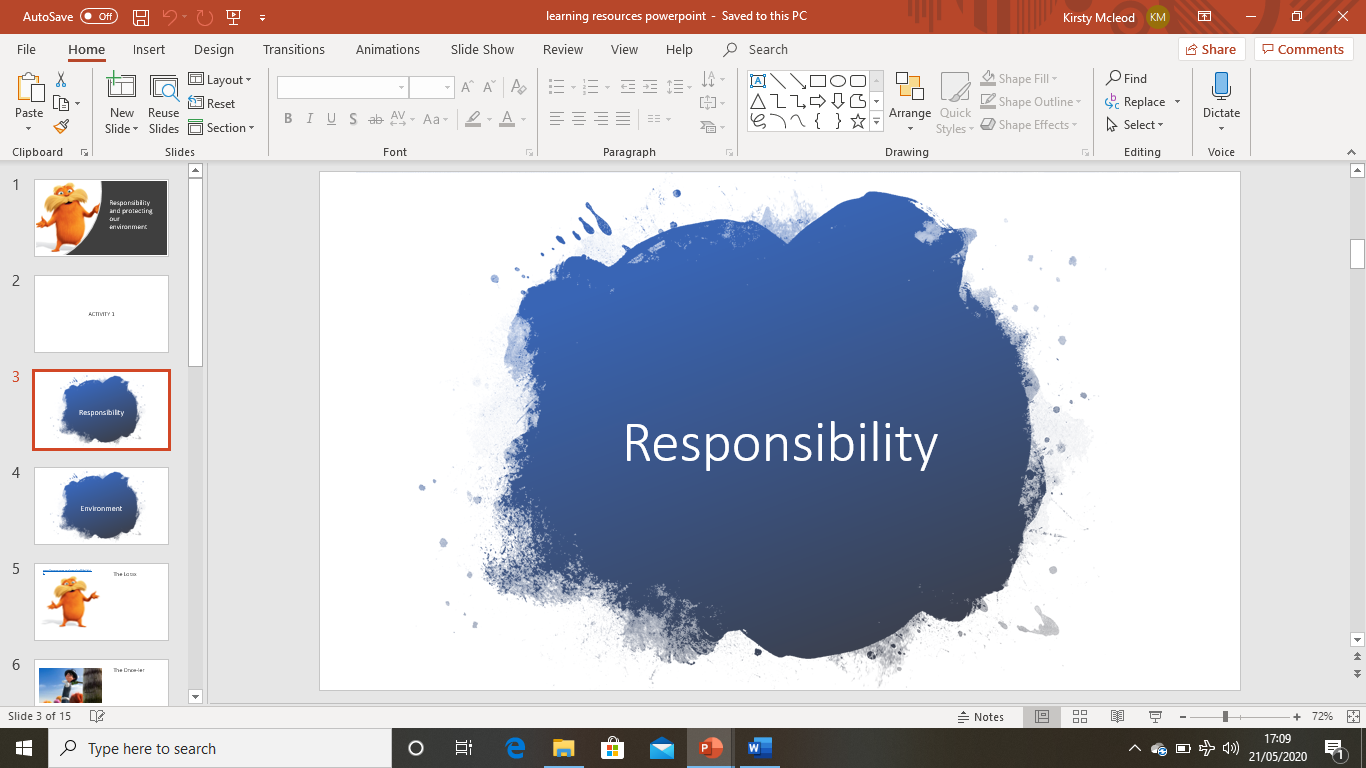 AutoSave Off learning resources powerpoint - Saved to this PC Kirsty Mcleod KM
File Home Insert Design Transitions Animations Slide Show Review View Help Search Share Comments
Paste
New Slide
Reuse Slides
Layout
Reset
Section
B I U S ab AV Aa A
Arrange
Quick Styles
Shape Fill
Shape Outline
Shape Effects
Find
Replace
Select
Dictate
Clipboard Slides Font Paragraph Drawing Editing Voice
1
Responsibility
and protecting
our
environment
2
ACTIVITY 1
3
Responsibility
4
Environment
5
The Lorax
6
The Once-ler
Responsibility
Slide 3 of 15 Notes 72%
Type here to search
17:09
21/05/2020
1